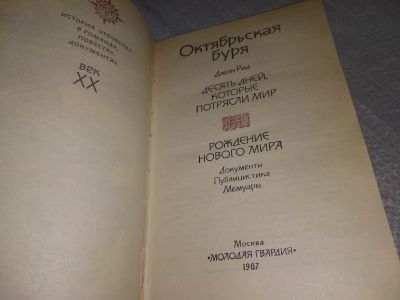 ИСТОРИЯ ОТЕЧЕСТВА
В РОМАНАХ,
ПОВЕСТЯХ,
ДОКУМЕНТАХ
ВЕК
XX
Октябрьская
буря
Джон Рид
ДЕСЯТЬ ДНЕЙ,
КОТОРЫЕ
ПОТРЯСЛИ МИР
РОЖДЕНИЕ
НОВОГО МИРА
Документы
Публицистика
Мемуары
Москва
«МОЛОДАЯ ГВАРДИЯ»
1987